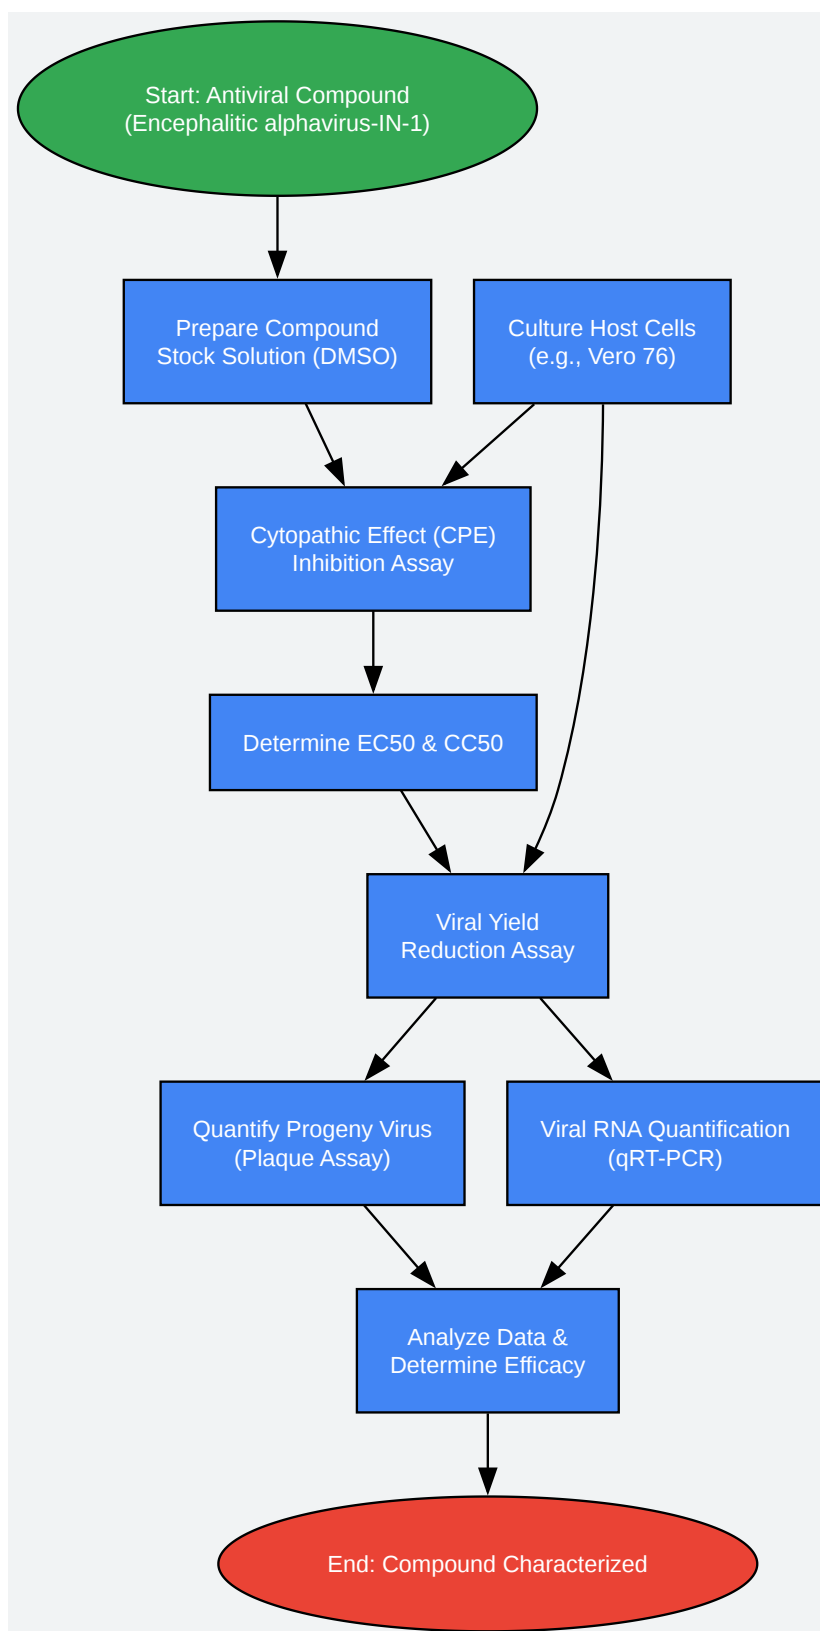 Start: Antiviral Compound
(Encephalitic alphavirus-IN-1)
Prepare Compound
Stock Solution (DMSO)
Culture Host Cells
(e.g., Vero 76)
Cytopathic Effect (CPE)
Inhibition Assay
Determine EC50 & CC50
Viral Yield
Reduction Assay
Quantify Progeny Virus
(Plaque Assay)
Viral RNA Quantification
(qRT-PCR)
Analyze Data &
Determine Efficacy
End: Compound Characterized